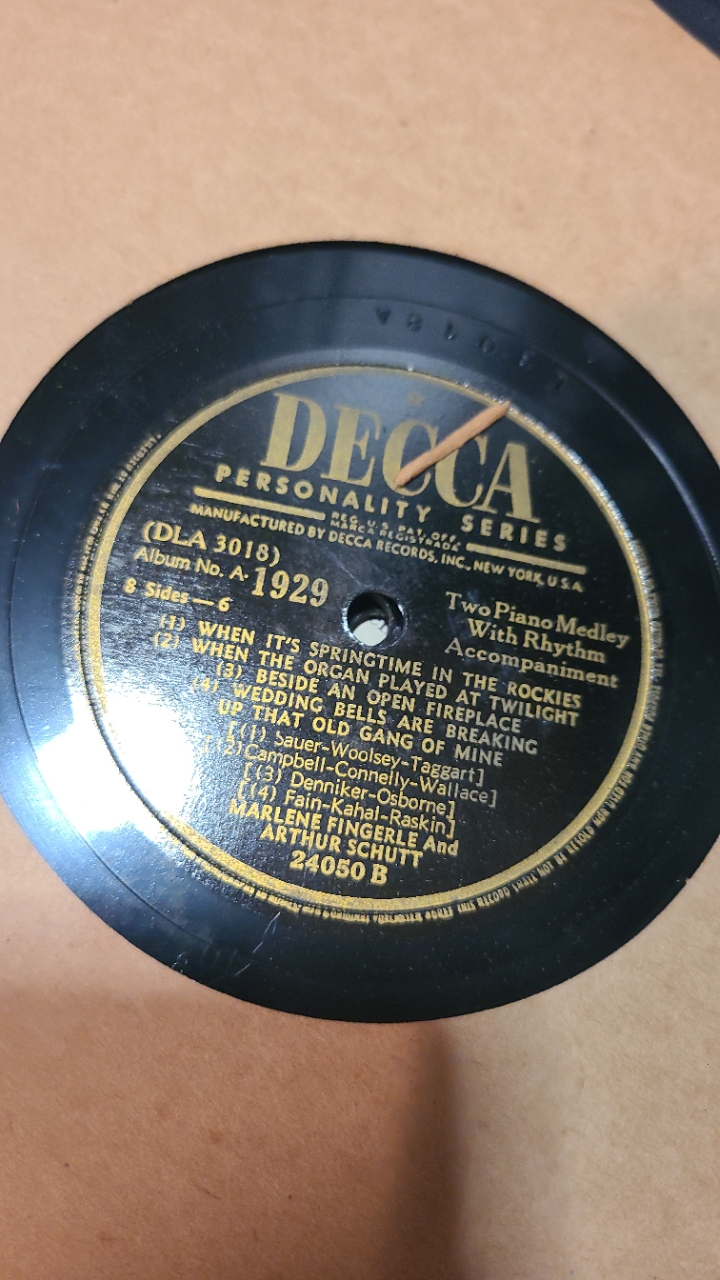 DECCA
PERSONALITY SERIES
REG. U.S. PAT. OFF.
MARCA REGISTRADA
MANUFACTURED BY DECCA RECORDS, INC., NEW YORK, U.S.A
(DLA 3018)
Album No. A-1929
8 Sides—6
Two Piano Medley
With Rhythm
Accompaniment
(1) WHEN IT'S SPRINGTIME IN THE ROCKIES
(2) WHEN THE ORGAN PLAYED AT TWILIGHT
(3) BESIDE AN OPEN FIREPLACE
(4) WEDDING BELLS ARE BREAKING
UP THAT OLD GANG OF MINE
[(1) Sauer-Woolsey-Taggart]
[(2) Campbell-Connelly-Wallace]
[(3) Denniker-Osborne]
[(4) Fain-Kahal-Raskin]
MARLENE FINGERLE And
ARTHUR SCHUTT
24050 B